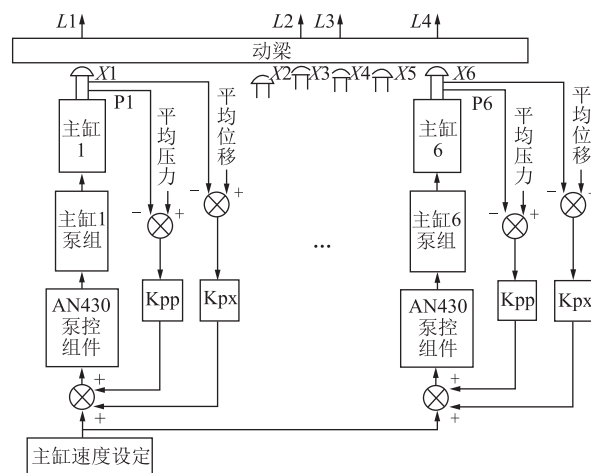 L1 L2 L3 L4
动梁
X1 X2 X3 X4 X5 X6
P1 P6
主缸
1
平均压力
平均位移
主缸
6
平均压力
平均位移
− + − + − + − +
主缸1
泵组
主缸6
泵组
...
Kpp Kpx Kpp Kpx
AN430
泵控
组件
AN430
泵控
组件
+ +
+ +
主缸速度设定